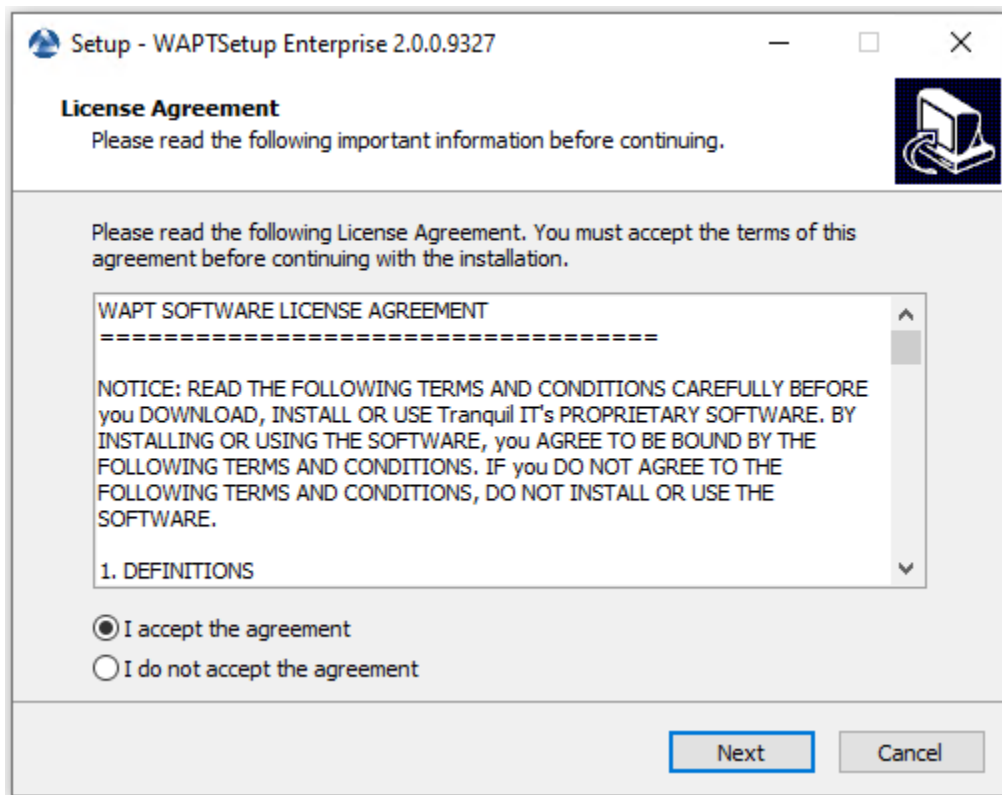 Setup - WAPTSetup Enterprise 2.0.0.9327
License Agreement
Please read the following important information before continuing.
Please read the following License Agreement. You must accept the terms of this
agreement before continuing with the installation.
WAPT SOFTWARE LICENSE AGREEMENT
===================================
NOTICE: READ THE FOLLOWING TERMS AND CONDITIONS CAREFULLY BEFORE
you DOWNLOAD, INSTALL OR USE Tranquil IT's PROPRIETARY SOFTWARE. BY
INSTALLING OR USING THE SOFTWARE, you AGREE TO BE BOUND BY THE
FOLLOWING TERMS AND CONDITIONS. IF you DO NOT AGREE TO THE
FOLLOWING TERMS AND CONDITIONS, DO NOT INSTALL OR USE THE
SOFTWARE.
1. DEFINITIONS
I accept the agreement
I do not accept the agreement
Next Cancel